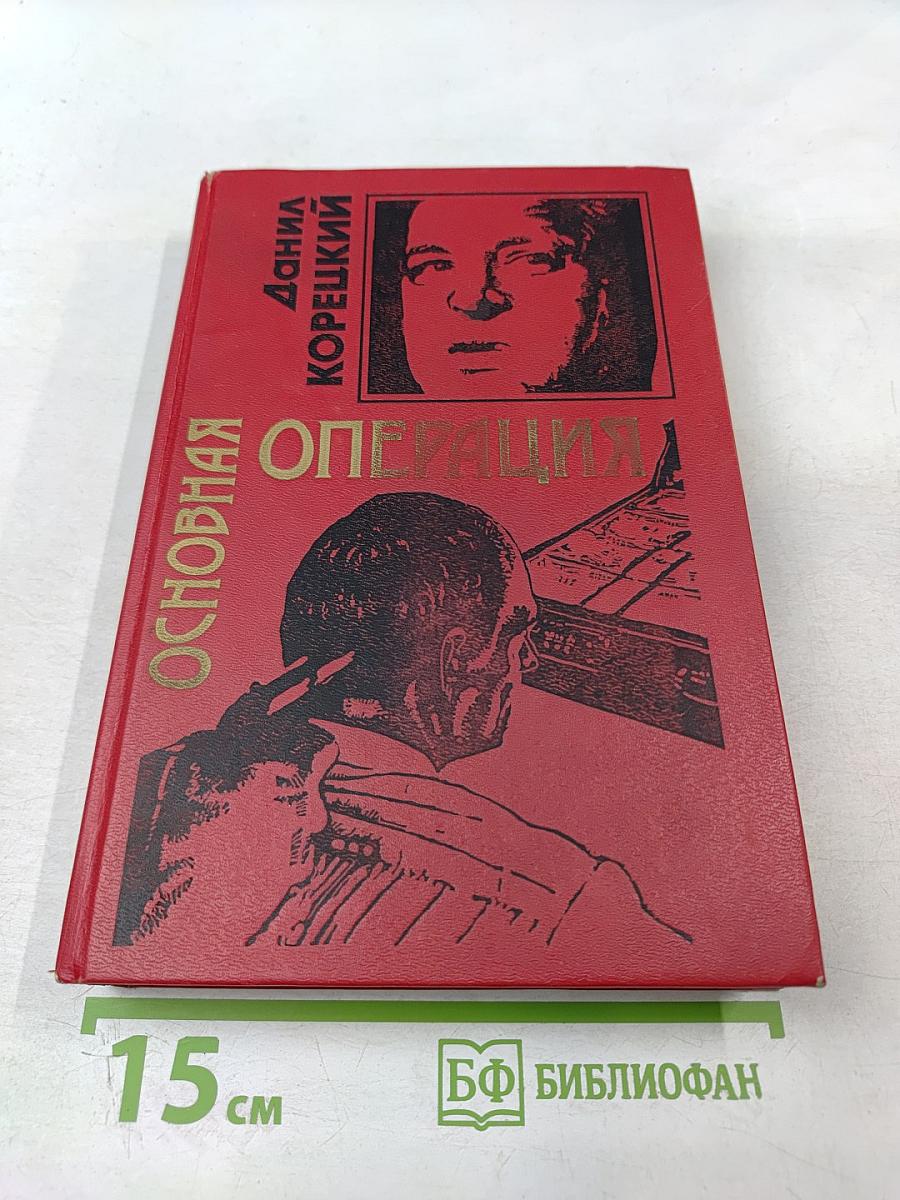 Данил
КОРЕЦКИЙ
ОСНОВНАЯ
ОПЕРАЦИЯ
15 см
БФ БИБЛИОФАН